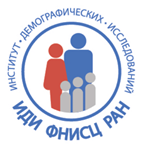 ИНСТИТУТ • ДЕМОГРАФИЧЕСКИХ • ИССЛЕДОВАНИЙ
ИДИ ФНИСЦ РАН